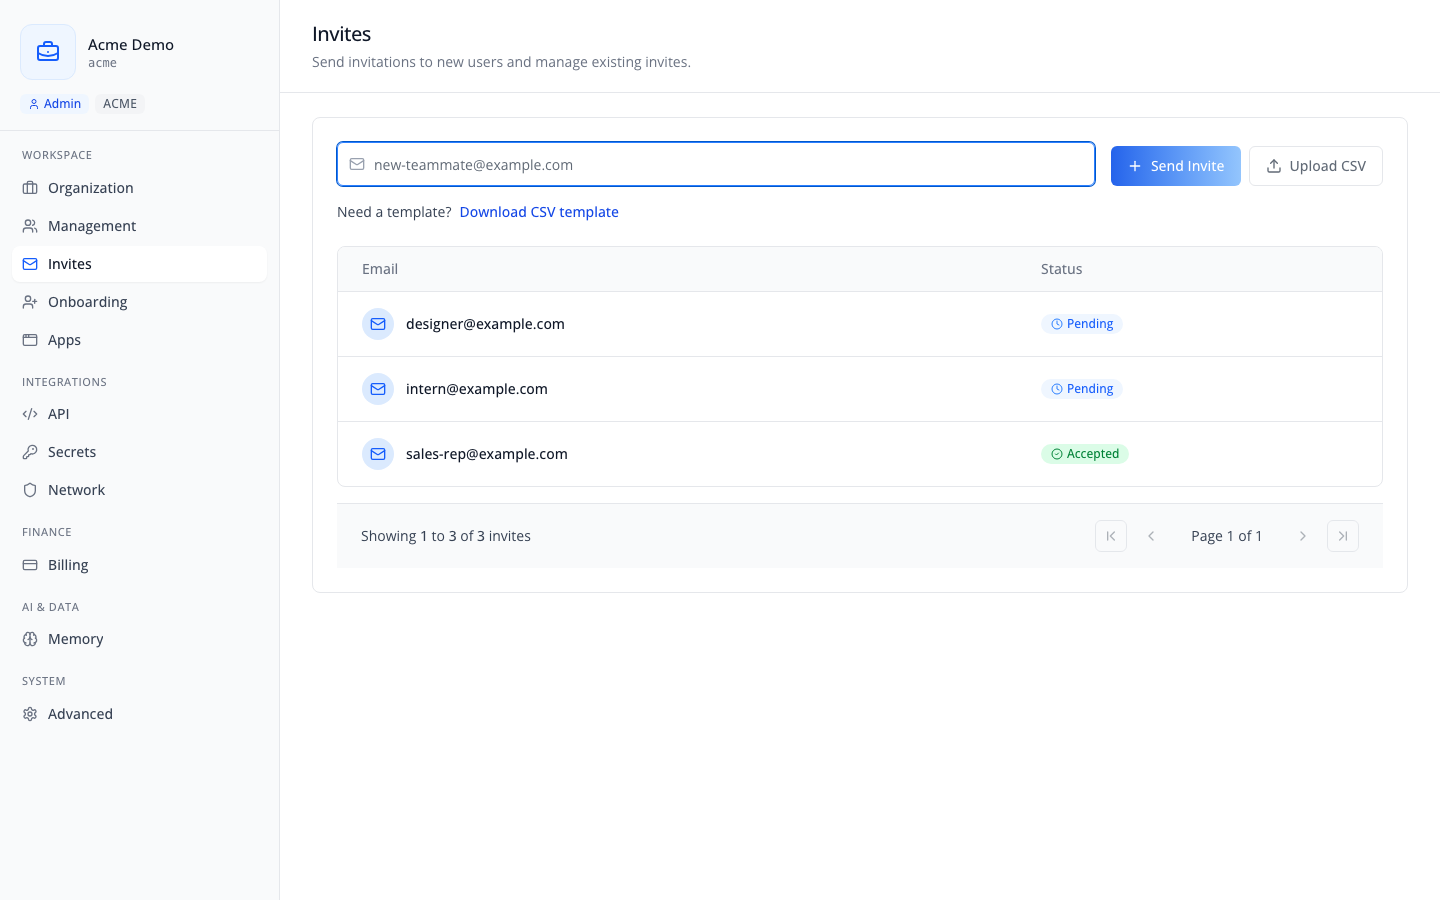 Acme Demo
acme
Admin
ACME
WORKSPACE
Organization
Management
Invites
Onboarding
Apps
INTEGRATIONS
API
Secrets
Network
FINANCE
Billing
AI & DATA
Memory
SYSTEM
Advanced
Invites
Send invitations to new users and manage existing invites.
new-teammate@example.com
Send Invite
Upload CSV
Need a template? Download CSV template
Email Status
designer@example.com Pending
intern@example.com Pending
sales-rep@example.com Accepted
Showing 1 to 3 of 3 invites
Page 1 of 1